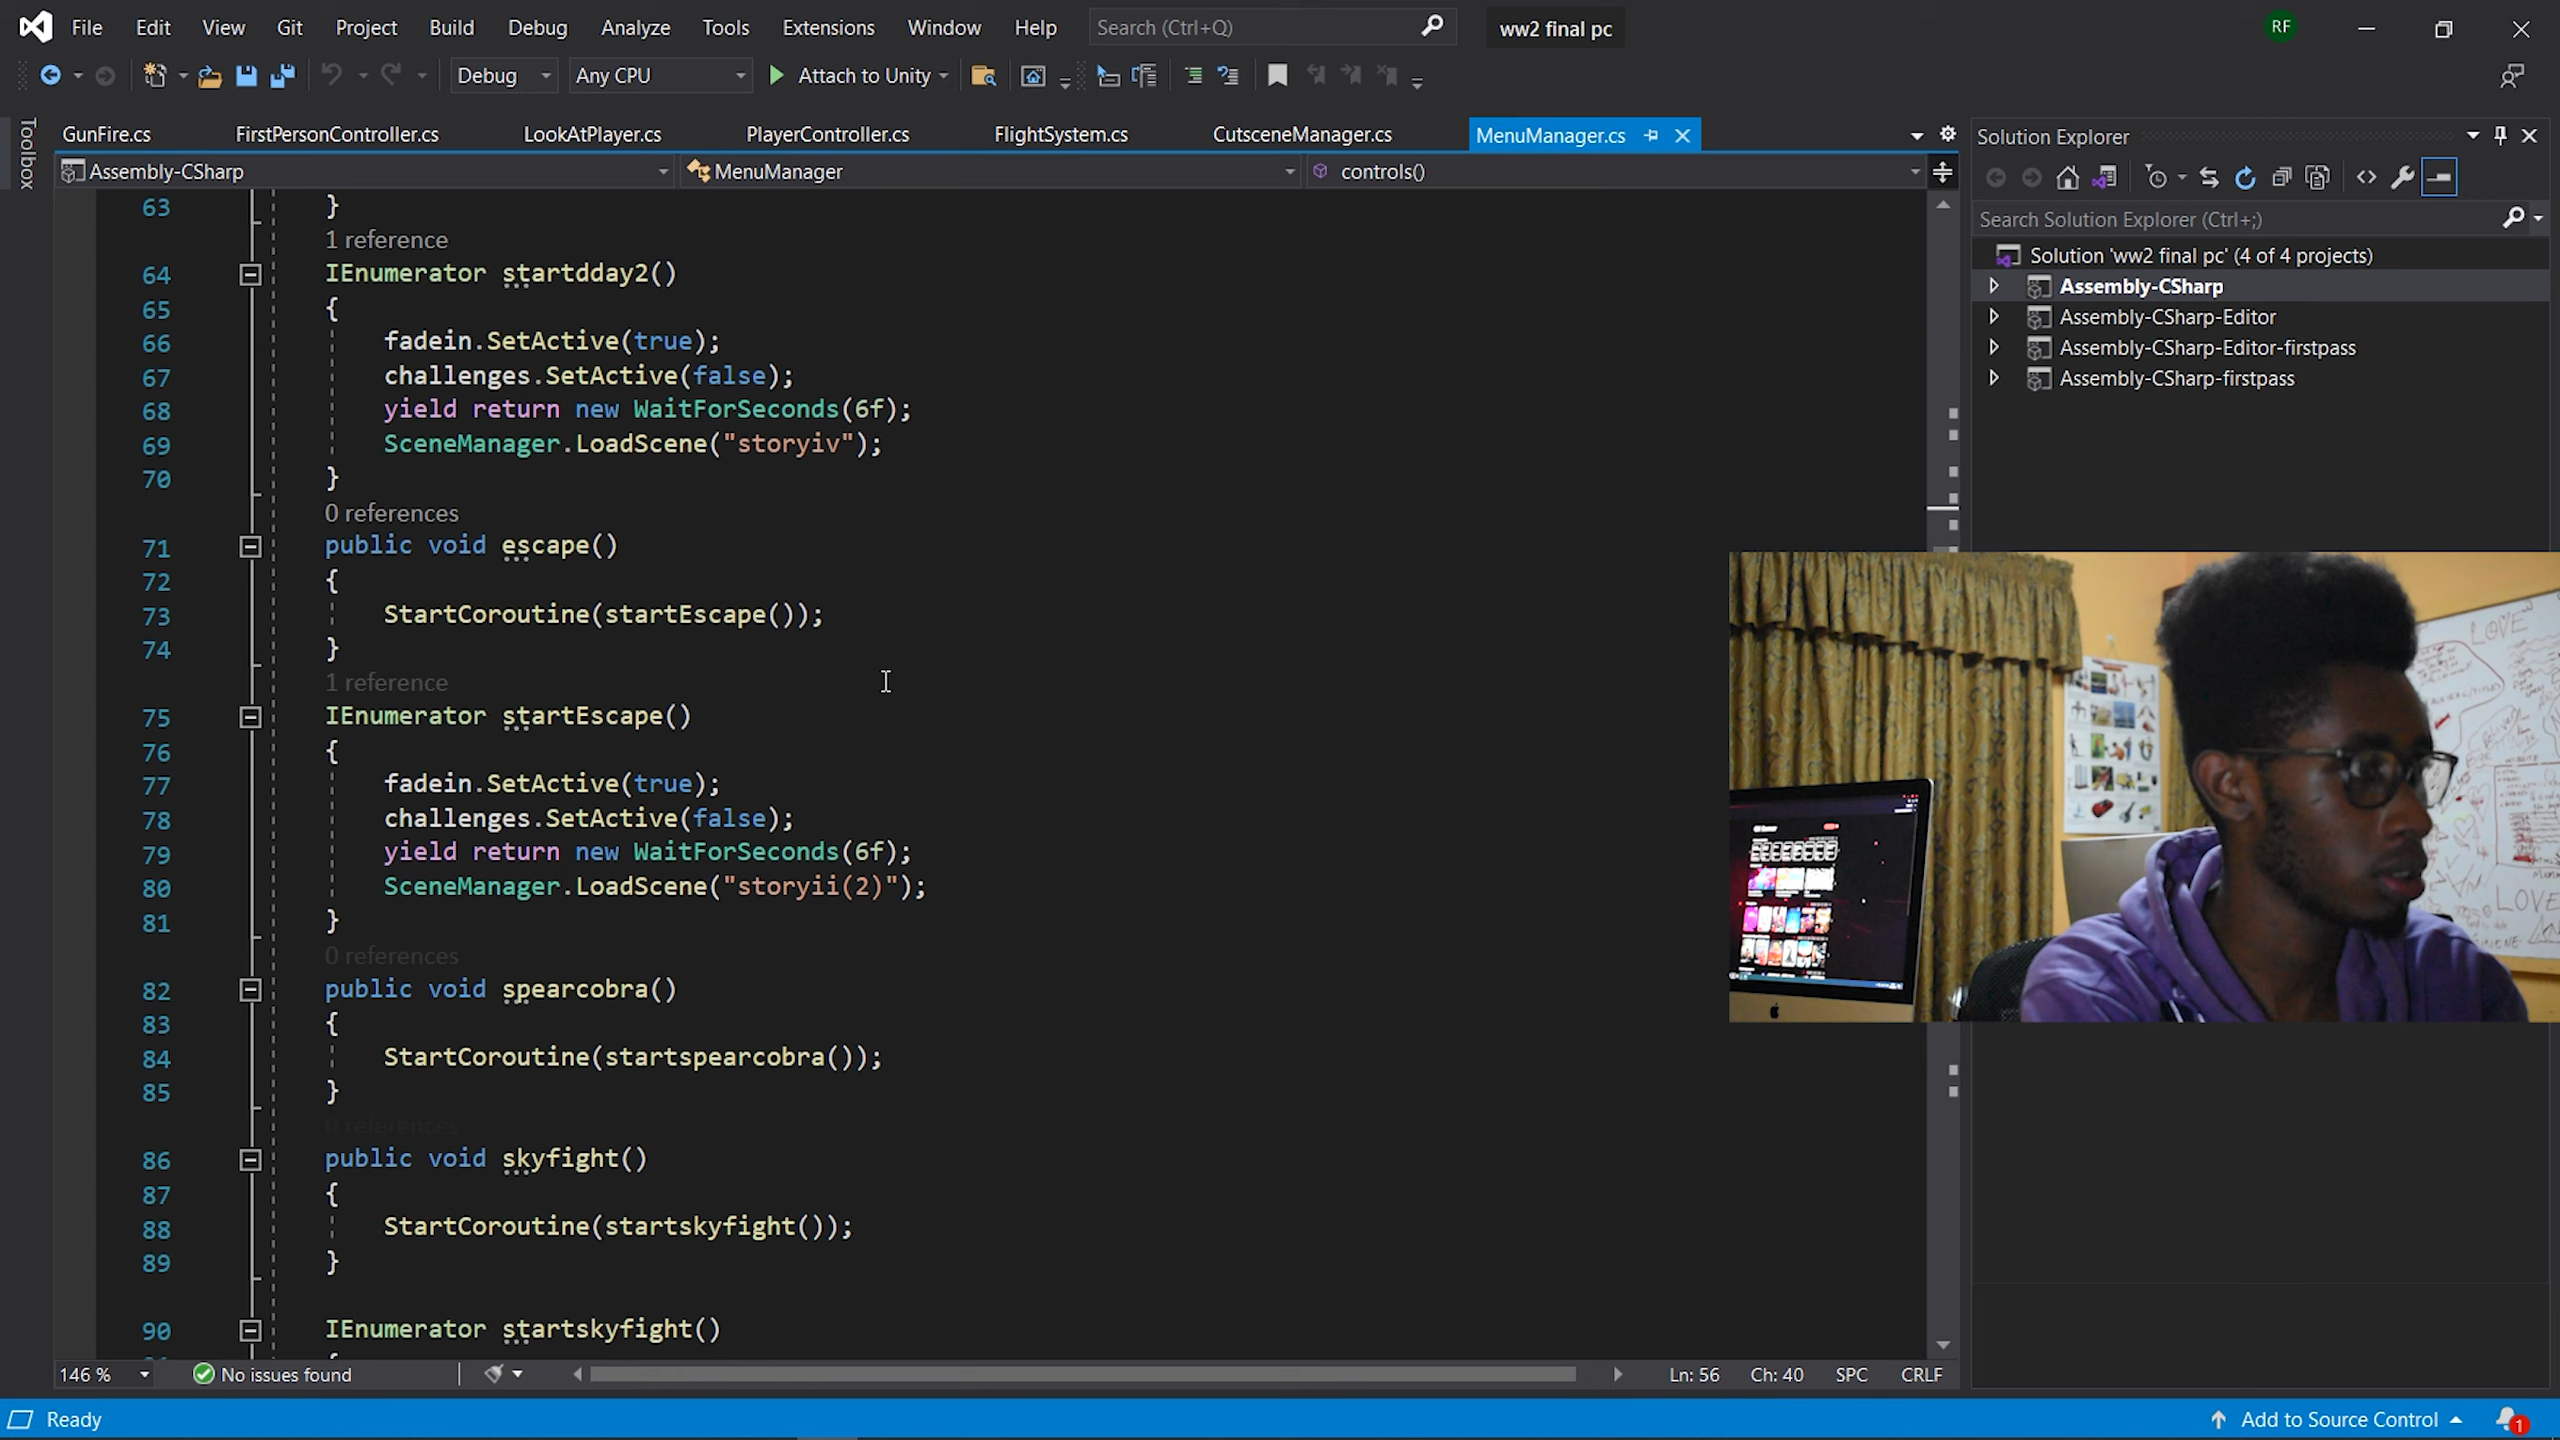 File Edit View Git Project Build Debug Analyze Tools Extensions Window Help Search (Ctrl+Q) ww2 final pc RF
Debug Any CPU Attach to Unity
Toolbox
GunFire.cs FirstPersonController.cs LookAtPlayer.cs PlayerController.cs FlightSystem.cs CutsceneManager.cs MenuManager.cs
Assembly-CSharp MenuManager controls()
63 }
1 reference
64 IEnumerator startdday2()
65 {
66 fadein.SetActive(true);
67 challenges.SetActive(false);
68 yield return new WaitForSeconds(6f);
69 SceneManager.LoadScene("storyiv");
70 }
0 references
71 public void escape()
72 {
73 StartCoroutine(startEscape());
74 }
1 reference
75 IEnumerator startEscape()
76 {
77 fadein.SetActive(true);
78 challenges.SetActive(false);
79 yield return new WaitForSeconds(6f);
80 SceneManager.LoadScene("storyii(2)");
81 }
0 references
82 public void spearcobra()
83 {
84 StartCoroutine(startspearcobra());
85 }
0 references
86 public void skyfight()
87 {
88 StartCoroutine(startskyfight());
89 }
90 IEnumerator startskyfight()
Solution Explorer
Search Solution Explorer (Ctrl+;)
Solution 'ww2 final pc' (4 of 4 projects)
Assembly-CSharp
Assembly-CSharp-Editor
Assembly-CSharp-Editor-firstpass
Assembly-CSharp-firstpass
LOVE
LOVE
146 % No issues found Ln: 56 Ch: 40 SPC CRLF
Ready Add to Source Control 1